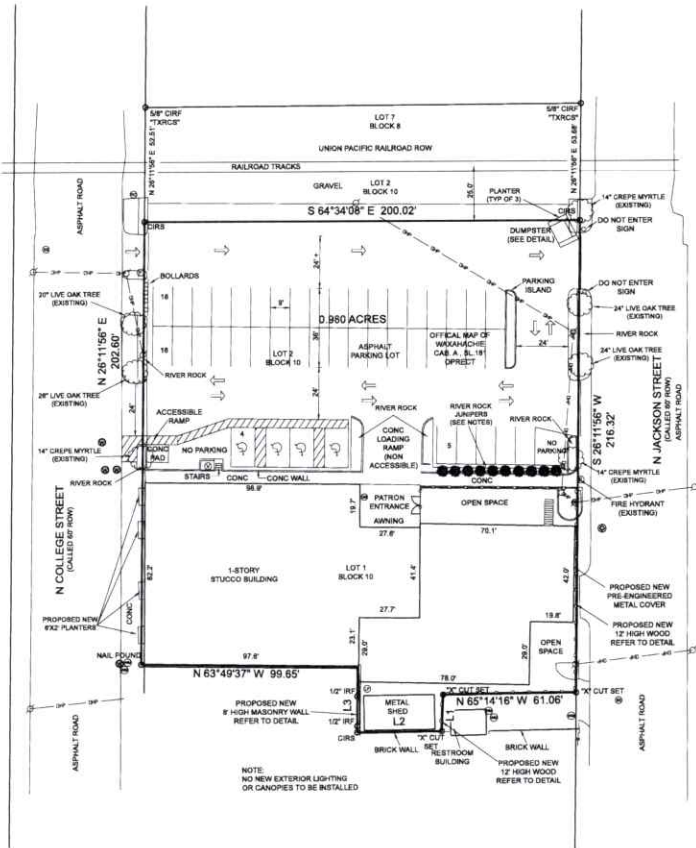 5/8" CIRF
"TXRCS"
LOT 7
BLOCK 8
5/8" CIRF
"TXRCS"
N 26°11'56" E 52.51'
UNION PACIFIC RAILROAD ROW
N 26°11'56" E 53.68'
RAILROAD TRACKS
GRAVEL
LOT 2
BLOCK 10
25.0'
PLANTER
(TYP OF 3)
14" CREPE MYRTLE
(EXISTING)
S 64°34'08" E 200.02'
CIRS
CIRS
DO NOT ENTER
SIGN
ASPHALT ROAD
DUMPSTER
(SEE DETAIL)
OHP
BOLLARDS
24'
PARKING
ISLAND
DO NOT ENTER
SIGN
20" LIVE OAK TREE
(EXISTING)
18
9'
24" LIVE OAK TREE
(EXISTING)
0.980 ACRES
RIVER ROCK
N 26°11'56" E
202.60'
18
36'
LOT 2
BLOCK 10
ASPHALT
PARKING LOT
OFFICAL MAP OF
WAXAHACHIE
CAB. A , SL.181
OPRECT
24'
24" LIVE OAK TREE
(EXISTING)
RIVER ROCK
28" LIVE OAK TREE
(EXISTING)
24'
24'
ACCESSIBLE
RAMP
RIVER ROCK
RIVER ROCK
JUNIPERS
(SEE NOTES)
RIVER ROCK
S 26°11'56" W
216.32'
N JACKSON STREET
(CALLED 60' ROW)
ASPHALT ROAD
14" CREPE MYRTLE
(EXISTING)
CONC
PAD
NO PARKING
4
CONC
LOADING
RAMP
(NON
ACCESSIBLE)
5
NO
PARKING
14" CREPE MYRTLE
(EXISTING)
RIVER ROCK
STAIRS
CONC
CONC WALL
CONC
98.9'
FIRE HYDRANT
(EXISTING)
N COLLEGE STREET
(CALLED 60' ROW)
19.7'
PATRON
ENTRANCE
AWNING
OPEN SPACE
27.6'
70.1'
62.2'
1-STORY
STUCCO BUILDING
LOT 1
BLOCK 10
41.4'
42.0'
PROPOSED NEW
PRE-ENGINEERED
METAL COVER
27.7'
PROPOSED NEW
6'X2' PLANTERS
CONC
23.1'
29.0'
19.8'
PROPOSED NEW
12' HIGH WOOD
REFER TO DETAIL
29.0'
OPEN
SPACE
NAIL FOUND
97.6'
N 63°49'37" W 99.65'
78.0'
"X" CUT SET
"X" CUT SET
1/2" IRF
N 65°14'16" W 61.06'
PROPOSED NEW
8' HIGH MASONRY WALL
REFER TO DETAIL
L3
METAL
SHED
L2
L1
1/2" IRF
CIRS
"X" CUT
SET
BRICK WALL
RESTROOM
BUILDING
BRICK WALL
PROPOSED NEW
12' HIGH WOOD
REFER TO DETAIL
ASPHALT ROAD
ASPHALT ROAD
NOTE:
NO NEW EXTERIOR LIGHTING
OR CANOPIES TO BE INSTALLED